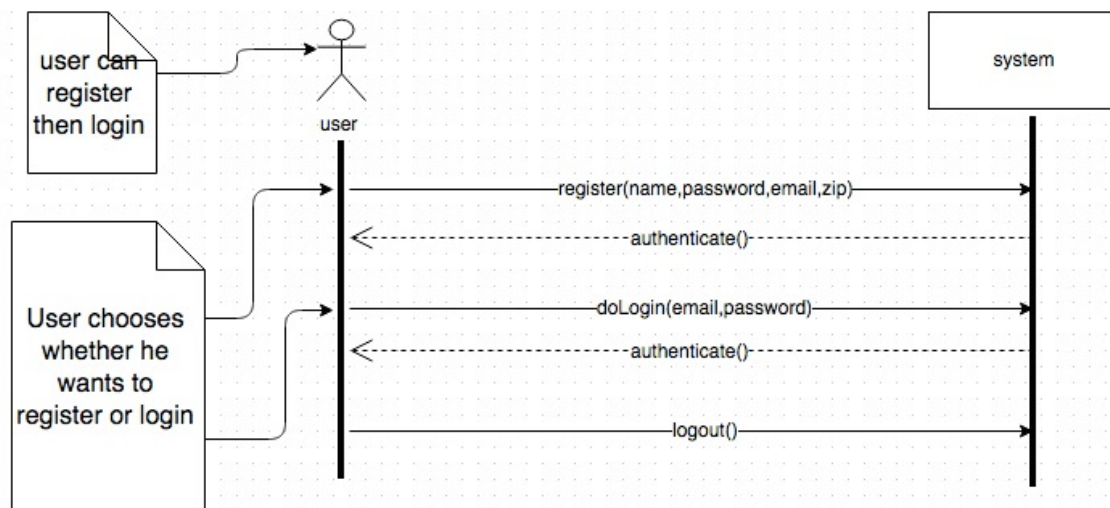 user can
register
then login
user
system
register(name,password,email,zip)
authenticate()
User chooses
whether he
wants to
register or login
doLogin(email,password)
authenticate()
logout()